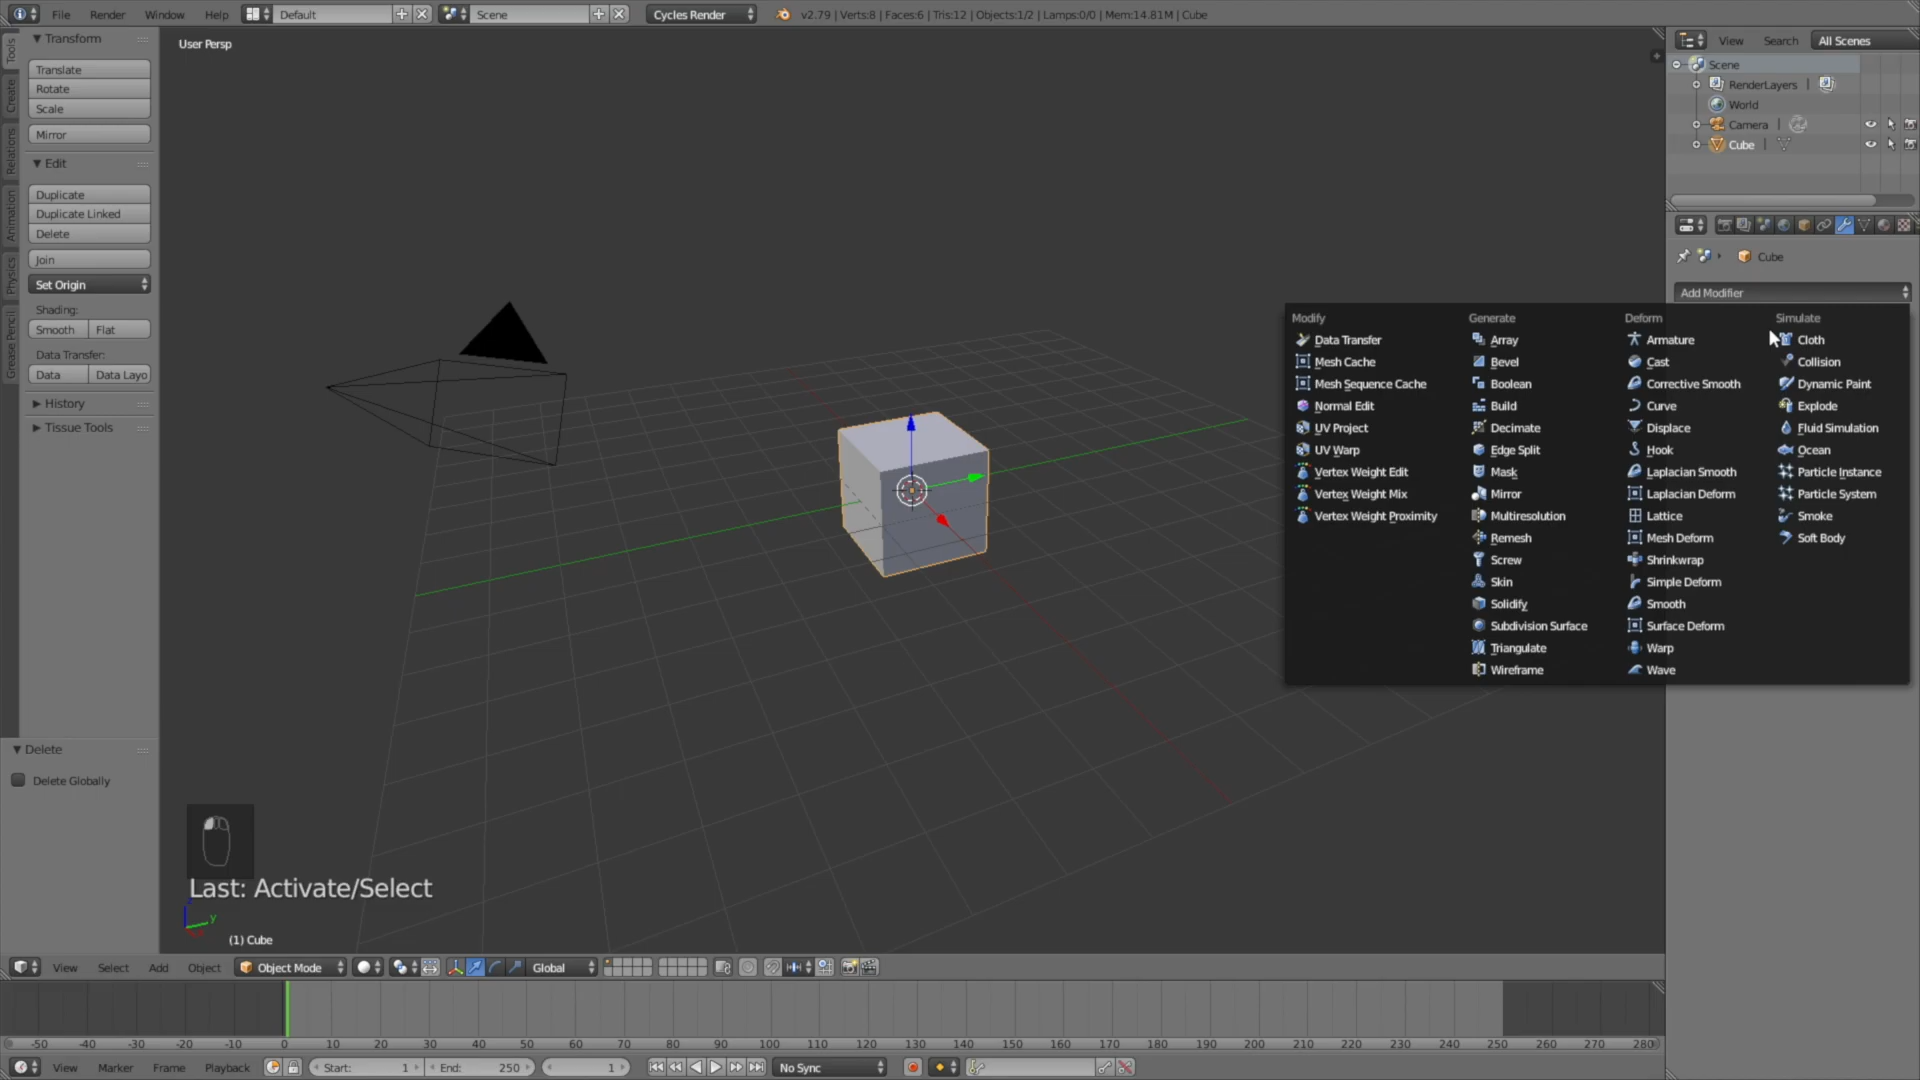 File Render Window Help Default Scene Cycles Render v2.79 | Verts:8 | Faces:6 | Tris:12 | Objects:1/2 | Lamps:0/0 | Mem:14.81M | Cube
Tools
Create
Relations
Animation
Physics
Grease Pencil
Transform
Translate
Rotate
Scale
Mirror
Edit
Duplicate
Duplicate Linked
Delete
Join
Set Origin
Shading:
Smooth Flat
Data Transfer:
Data Data Layo
History
Tissue Tools
Delete
Delete Globally
User Persp
Last: Activate/Select
y
(1) Cube
View Search All Scenes
Scene
RenderLayers |
World
Camera |
Cube |
Cube
Add Modifier
Modify
Data Transfer
Mesh Cache
Mesh Sequence Cache
Normal Edit
UV Project
UV Warp
Vertex Weight Edit
Vertex Weight Mix
Vertex Weight Proximity
Generate
Array
Bevel
Boolean
Build
Decimate
Edge Split
Mask
Mirror
Multiresolution
Remesh
Screw
Skin
Solidify
Subdivision Surface
Triangulate
Wireframe
Deform
Armature
Cast
Corrective Smooth
Curve
Displace
Hook
Laplacian Smooth
Laplacian Deform
Lattice
Mesh Deform
Shrinkwrap
Simple Deform
Smooth
Surface Deform
Warp
Wave
Simulate
Cloth
Collision
Dynamic Paint
Explode
Fluid Simulation
Ocean
Particle Instance
Particle System
Smoke
Soft Body
View Select Add Object Object Mode Global
-50 -40 -30 -20 -10 0 10 20 30 40 50 60 70 80 90 100 110 120 130 140 150 160 170 180 190 200 210 220 230 240 250 260 270 280
View Marker Frame Playback Start: 1 End: 250 1 No Sync